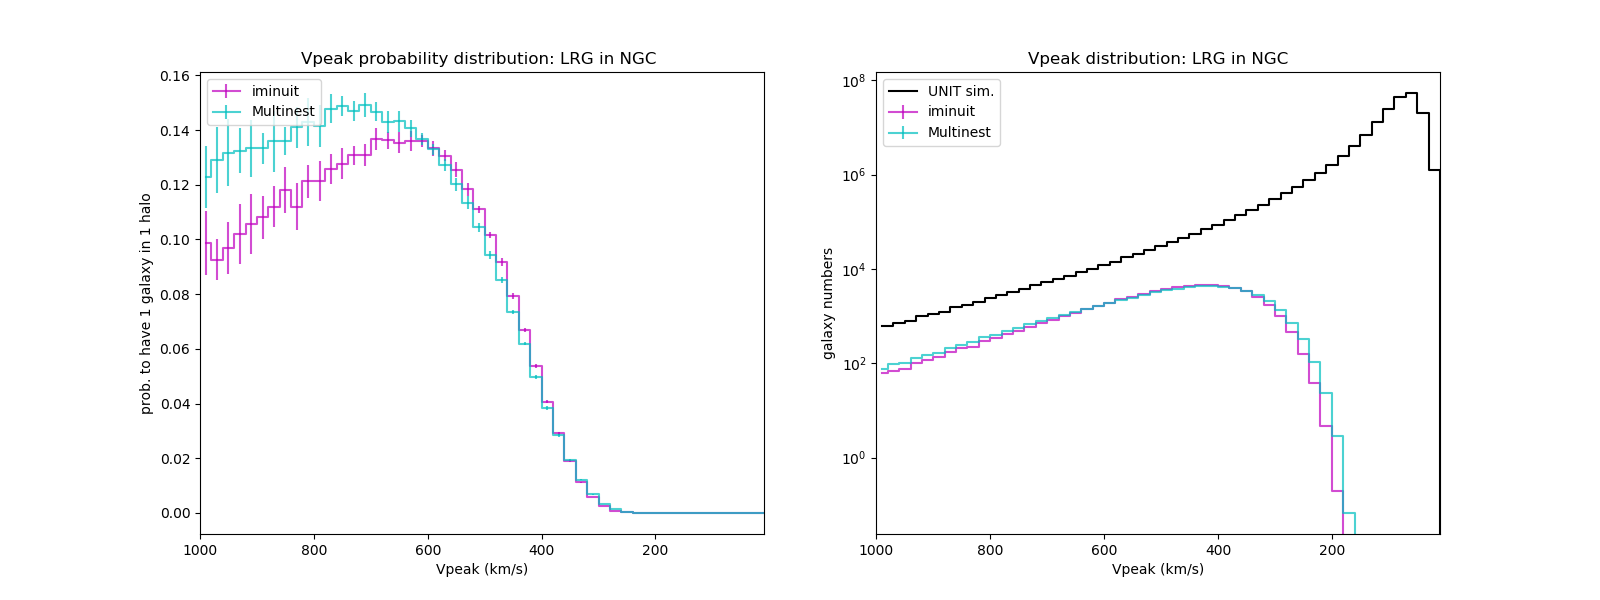 Vpeak probability distribution: LRG in NGC
iminuit
Multinest
prob. to have 1 galaxy in 1 halo
0.16
0.14
0.12
0.10
0.08
0.06
0.04
0.02
0.00
1000 800 600 400 200
Vpeak (km/s)
Vpeak distribution: LRG in NGC
UNIT sim.
iminuit
Multinest
galaxy numbers
10⁸
10⁶
10⁴
10²
10⁰
1000 800 600 400 200
Vpeak (km/s)